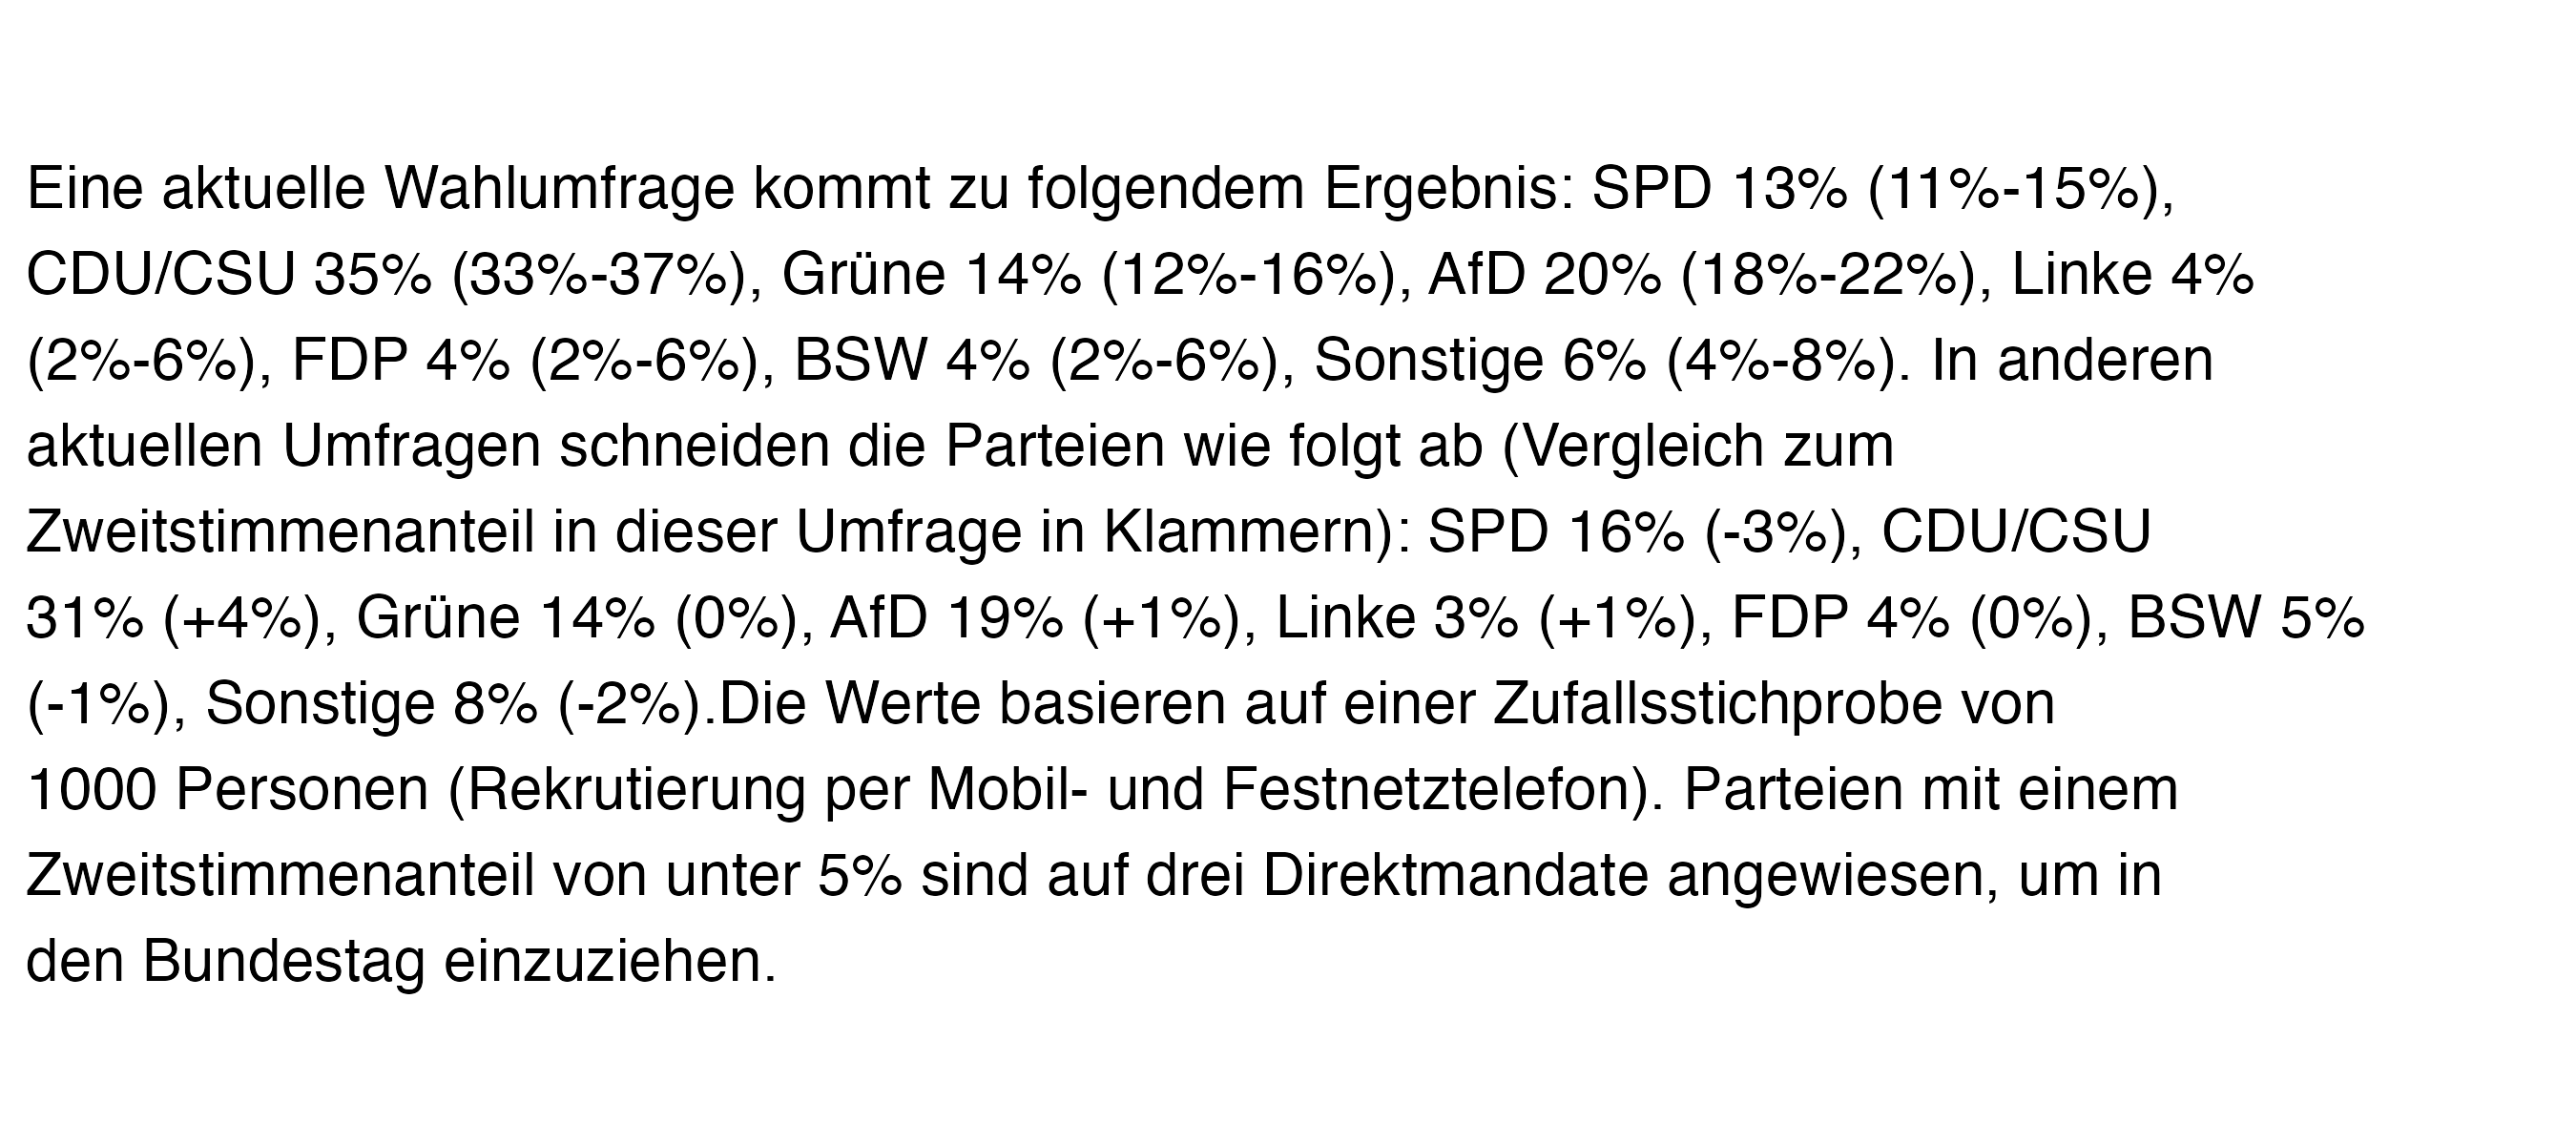 Eine aktuelle Wahlumfrage kommt zu folgendem Ergebnis: SPD 13% (11%-15%),
CDU/CSU 35% (33%-37%), Grüne 14% (12%-16%), AfD 20% (18%-22%), Linke 4%
(2%-6%), FDP 4% (2%-6%), BSW 4% (2%-6%), Sonstige 6% (4%-8%). In anderen
aktuellen Umfragen schneiden die Parteien wie folgt ab (Vergleich zum
Zweitstimmenanteil in dieser Umfrage in Klammern): SPD 16% (-3%), CDU/CSU
31% (+4%), Grüne 14% (0%), AfD 19% (+1%), Linke 3% (+1%), FDP 4% (0%), BSW 5%
(-1%), Sonstige 8% (-2%).Die Werte basieren auf einer Zufallsstichprobe von
1000 Personen (Rekrutierung per Mobil- und Festnetztelefon). Parteien mit einem
Zweitstimmenanteil von unter 5% sind auf drei Direktmandate angewiesen, um in
den Bundestag einzuziehen.